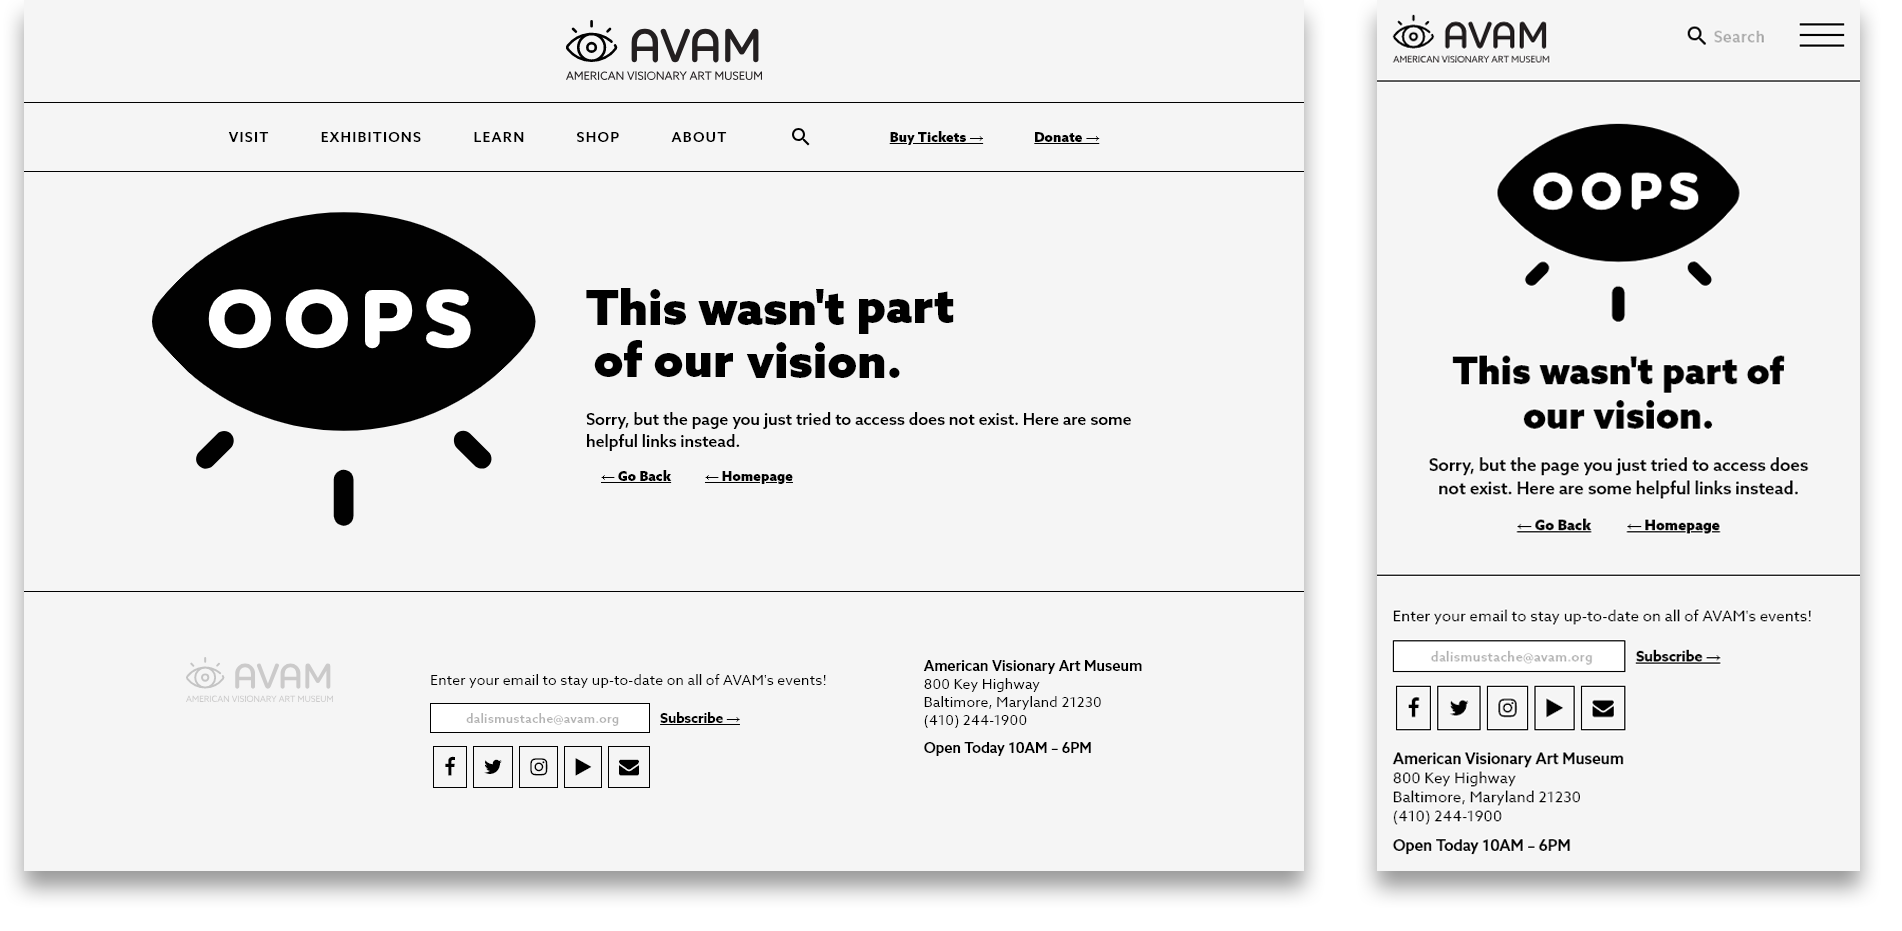 AVAM
AMERICAN VISIONARY ART MUSEUM
VISIT EXHIBITIONS LEARN SHOP ABOUT Buy Tickets → Donate →
OOPS
This wasn't part
of our vision.
Sorry, but the page you just tried to access does not exist. Here are some
helpful links instead.
← Go Back ← Homepage
AVAM
AMERICAN VISIONARY ART MUSEUM
Enter your email to stay up-to-date on all of AVAM's events!
dalismustache@avam.org Subscribe →
American Visionary Art Museum
800 Key Highway
Baltimore, Maryland 21230
(410) 244-1900
Open Today 10AM – 6PM
AVAM
AMERICAN VISIONARY ART MUSEUM
Search
OOPS
This wasn't part of
our vision.
Sorry, but the page you just tried to access does
not exist. Here are some helpful links instead.
← Go Back ← Homepage
Enter your email to stay up-to-date on all of AVAM's events!
dalismustache@avam.org Subscribe →
American Visionary Art Museum
800 Key Highway
Baltimore, Maryland 21230
(410) 244-1900
Open Today 10AM – 6PM